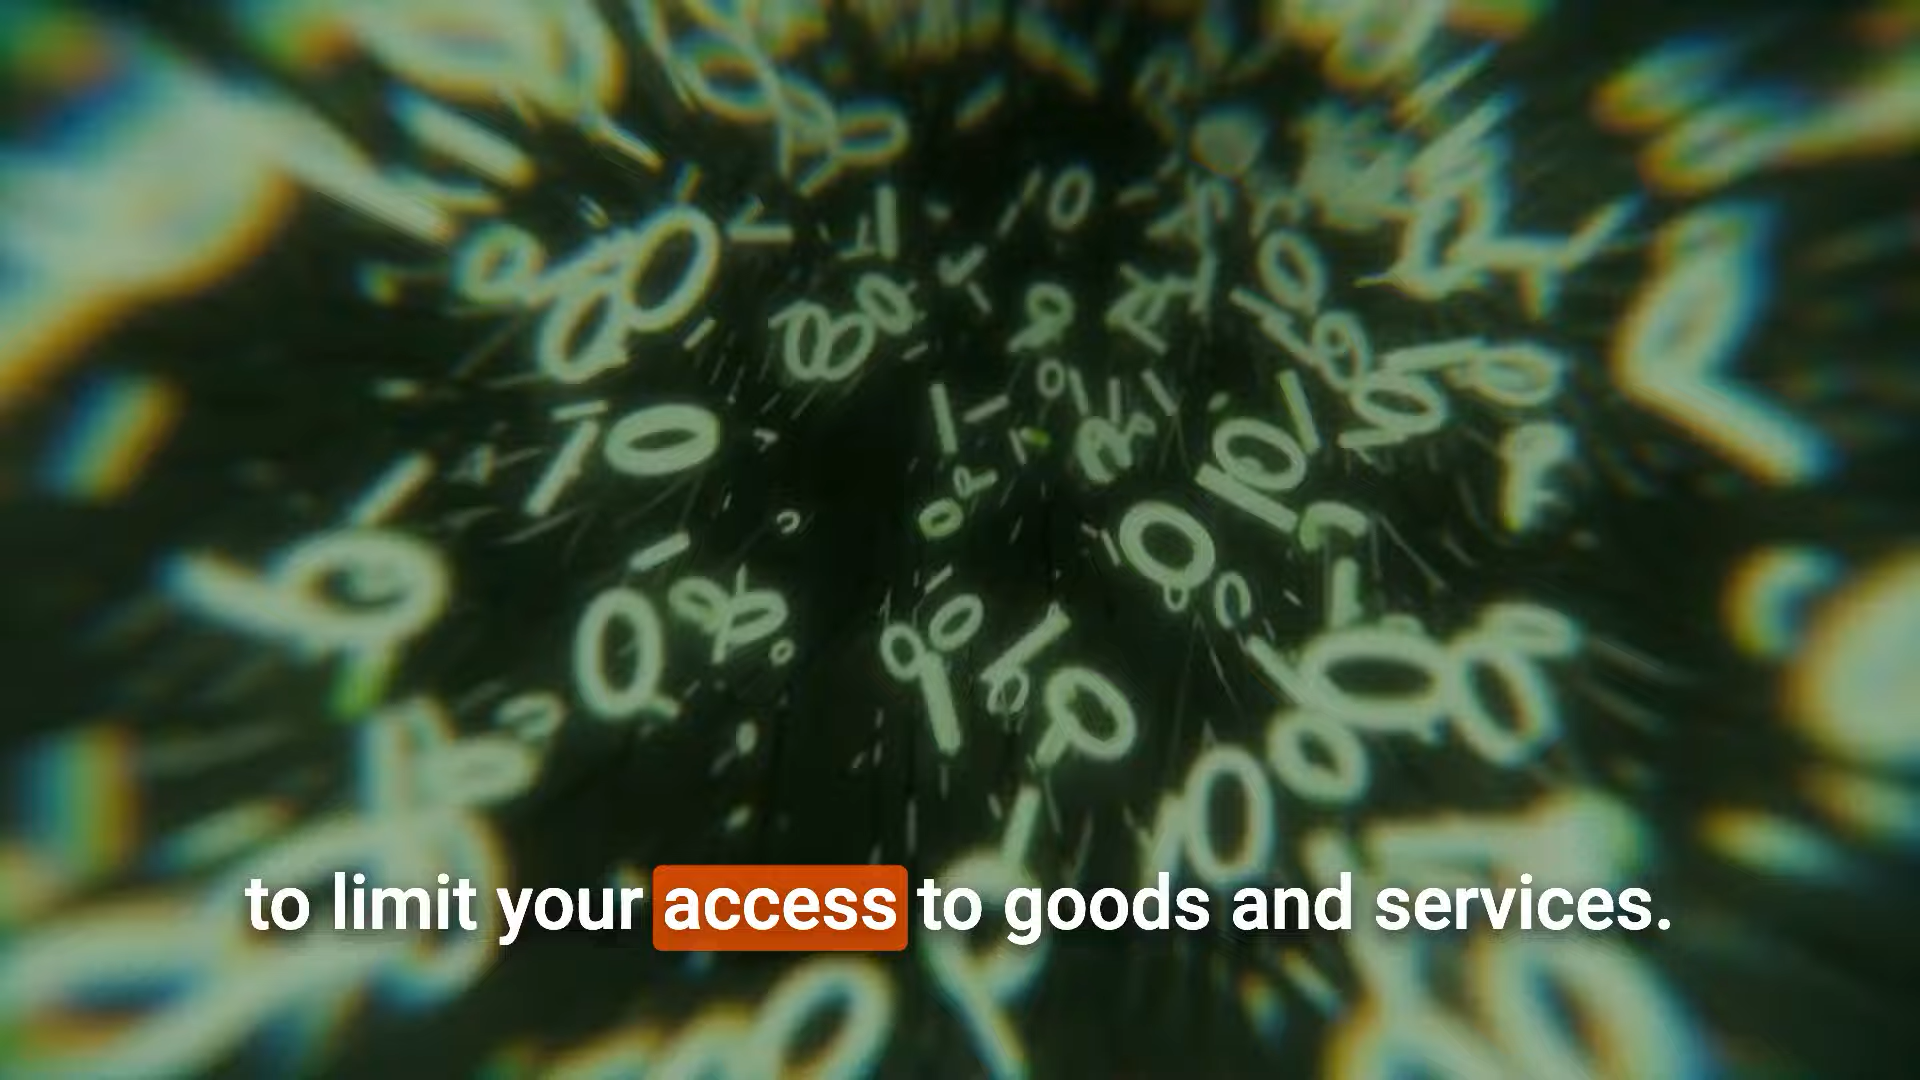 to limit your access to goods and services.